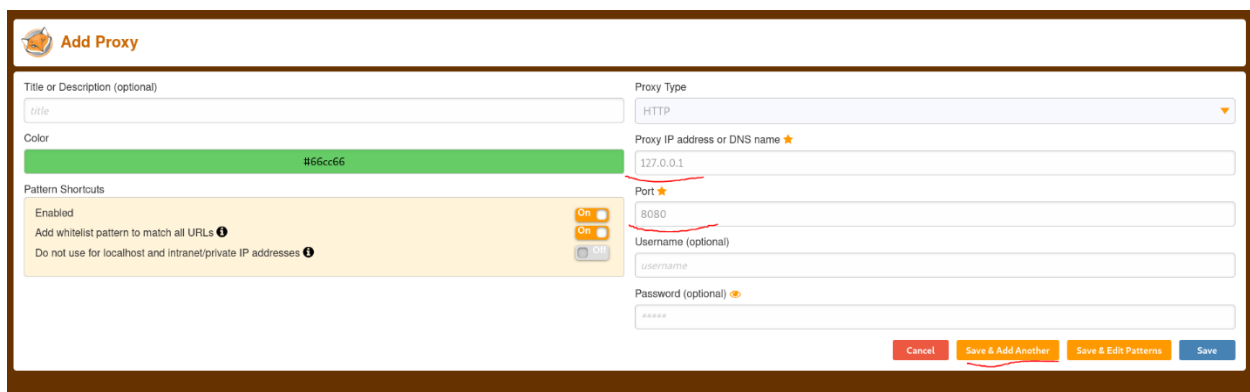 Add Proxy
Title or Description (optional)
title
Color
#66cc66
Pattern Shortcuts
Enabled On
Add whitelist pattern to match all URLs On
Do not use for localhost and intranet/private IP addresses Off
Proxy Type
HTTP
Proxy IP address or DNS name
127.0.0.1
Port
8080
Username (optional)
username
Password (optional)
*****
Cancel Save & Add Another Save & Edit Patterns Save